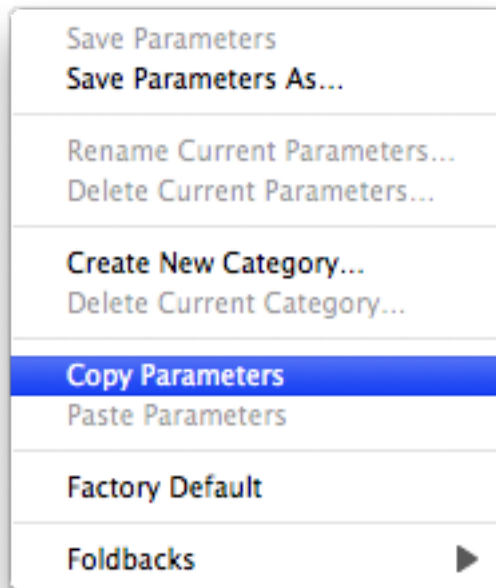 Save Parameters
Save Parameters As...
Rename Current Parameters...
Delete Current Parameters...
Create New Category...
Delete Current Category...
Copy Parameters
Paste Parameters
Factory Default
Foldbacks